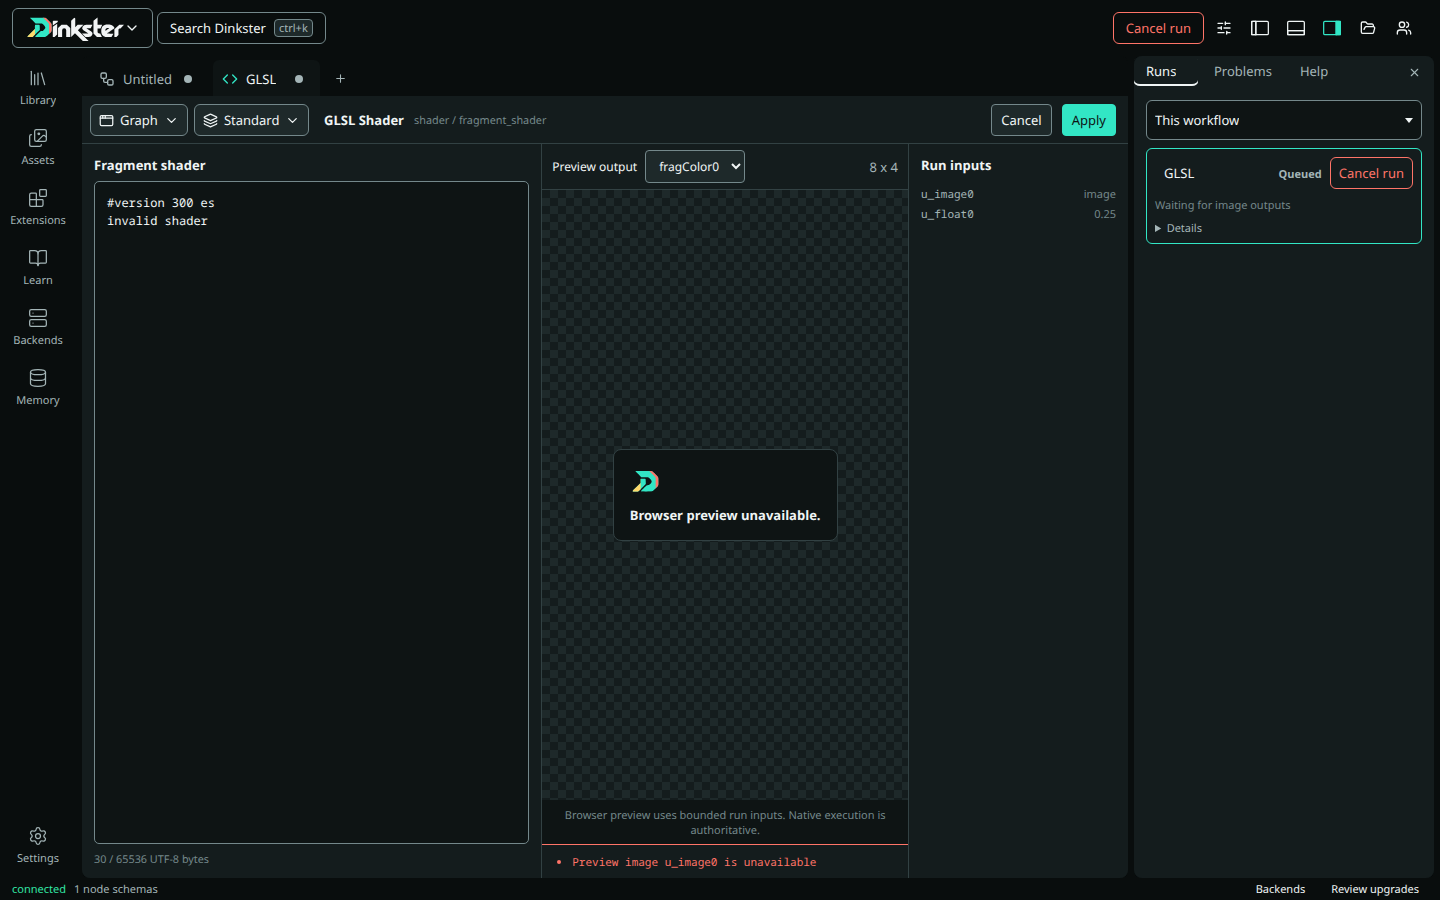 Dinkster
Search Dinkster ctrl+k
Cancel run
Library
Assets
Extensions
Learn
Backends
Memory
Settings
Untitled
GLSL
Graph
Standard
GLSL Shader
shader / fragment_shader
Cancel
Apply
Fragment shader
#version 300 es
invalid shader
30 / 65536 UTF-8 bytes
Preview output fragColor0 8 x 4
Browser preview unavailable.
Browser preview uses bounded run inputs. Native execution is
authoritative.
• Preview image u_image0 is unavailable
Run inputs
u_image0 image
u_float0 0.25
Runs Problems Help
This workflow
GLSL Queued Cancel run
Waiting for image outputs
Details
connected 1 node schemas
Backends Review upgrades